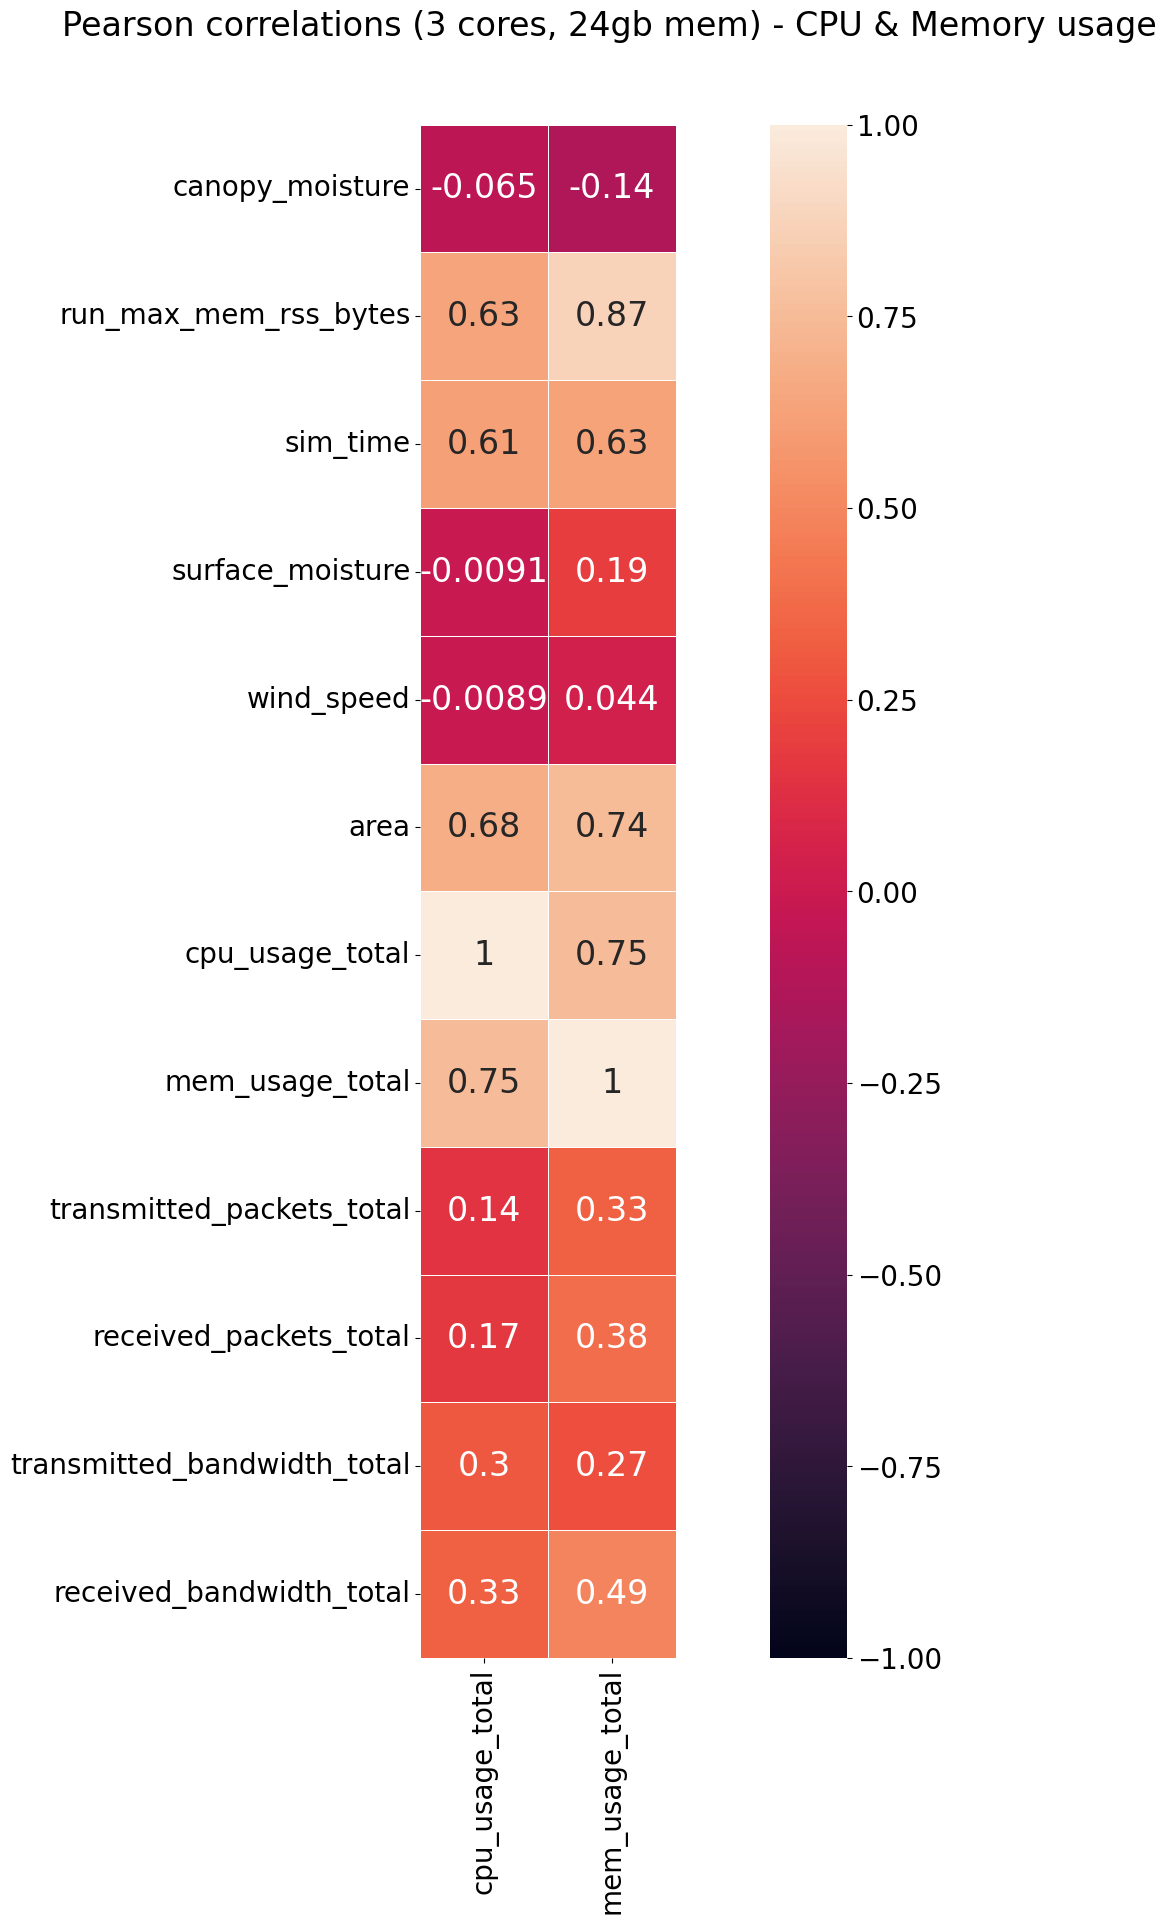 Pearson correlations (3 cores, 24gb mem) - CPU & Memory usage
canopy_moisture -0.065 -0.14
run_max_mem_rss_bytes 0.63 0.87
sim_time 0.61 0.63
surface_moisture -0.0091 0.19
wind_speed -0.0089 0.044
area 0.68 0.74
cpu_usage_total 1 0.75
mem_usage_total 0.75 1
transmitted_packets_total 0.14 0.33
received_packets_total 0.17 0.38
transmitted_bandwidth_total 0.3 0.27
received_bandwidth_total 0.33 0.49
cpu_usage_total
mem_usage_total
1.00
0.75
0.50
0.25
0.00
−0.25
−0.50
−0.75
−1.00